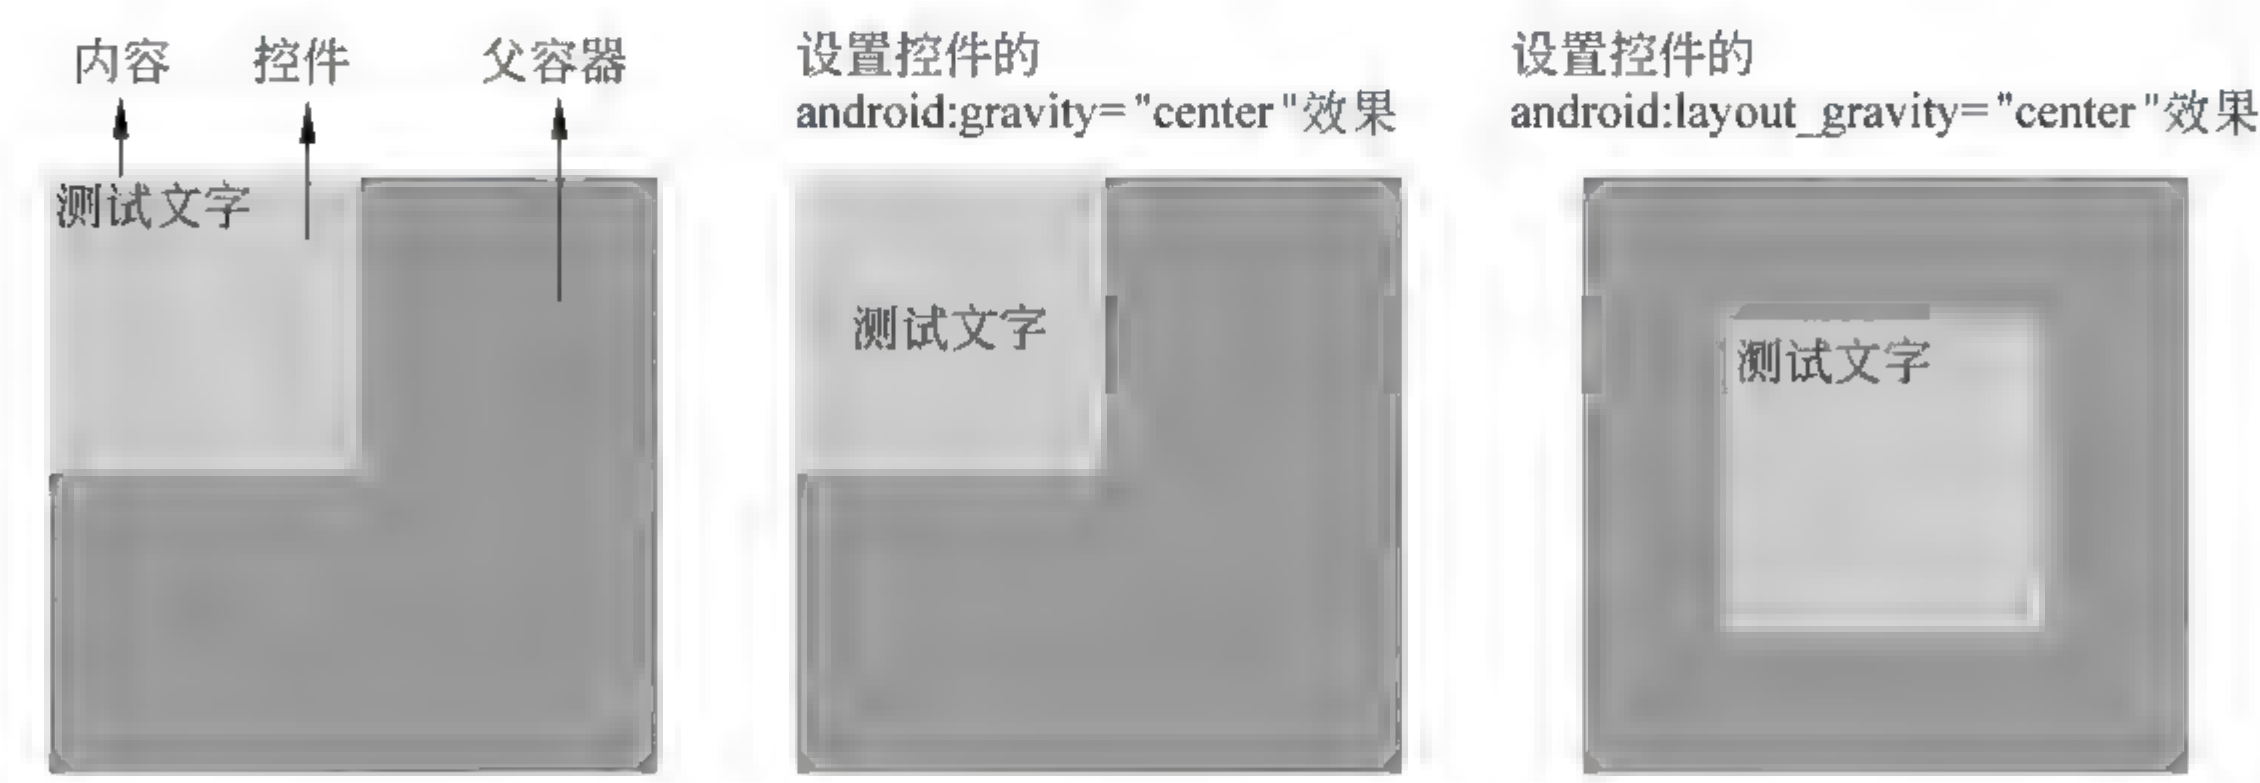 内容 控件 父容器
测试文字
设置控件的
android:gravity="center"效果
测试文字
设置控件的
android:layout_gravity="center"效果
测试文字